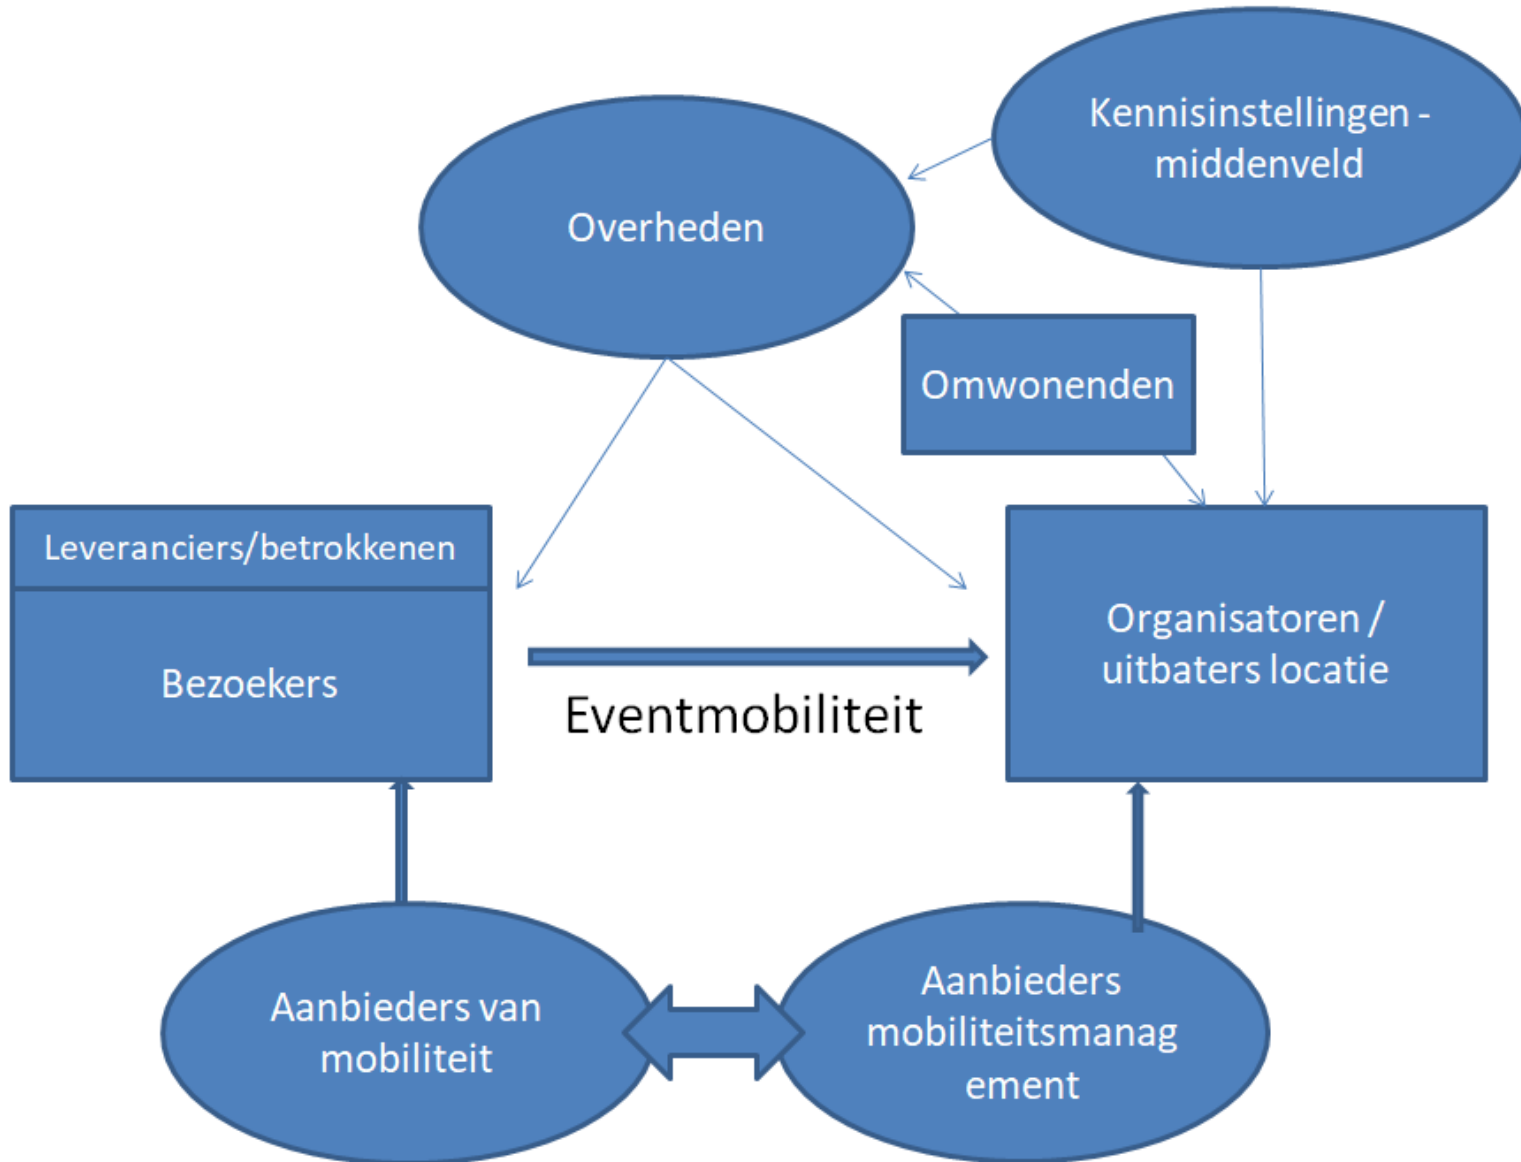 Kennisinstellingen -
middenveld
Overheden
Omwonenden
Leveranciers/betrokkenen
Bezoekers
Organisatoren /
uitbaters locatie
Eventmobiliteit
Aanbieders van
mobiliteit
Aanbieders
mobiliteitsmanag
ement